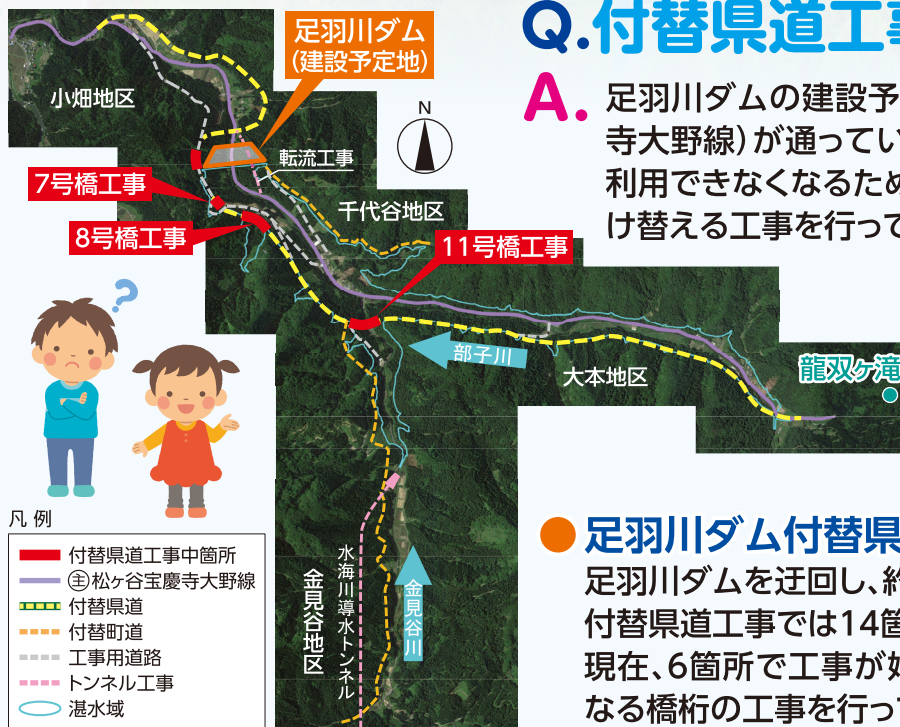 Q.付替県道工事
A.
足羽川ダムの建設予
寺大野線）が通ってい
利用できなくなるため
け替える工事を行って
足羽川ダム
（建設予定地）
小畑地区
N
転流工事
7号橋工事
千代谷地区
8号橋工事
11号橋工事
部子川
大本地区
龍双ヶ滝
?
凡 例
付替県道工事中箇所
主松ヶ谷宝慶寺大野線
付替県道
付替町道
工事用道路
トンネル工事
湛水域
金見谷地区
水海川導水トンネル
金見谷川
●足羽川ダム付替県
足羽川ダムを迂回し、約
付替県道工事では14箇
現在、6箇所で工事が始
なる橋桁の工事を行って